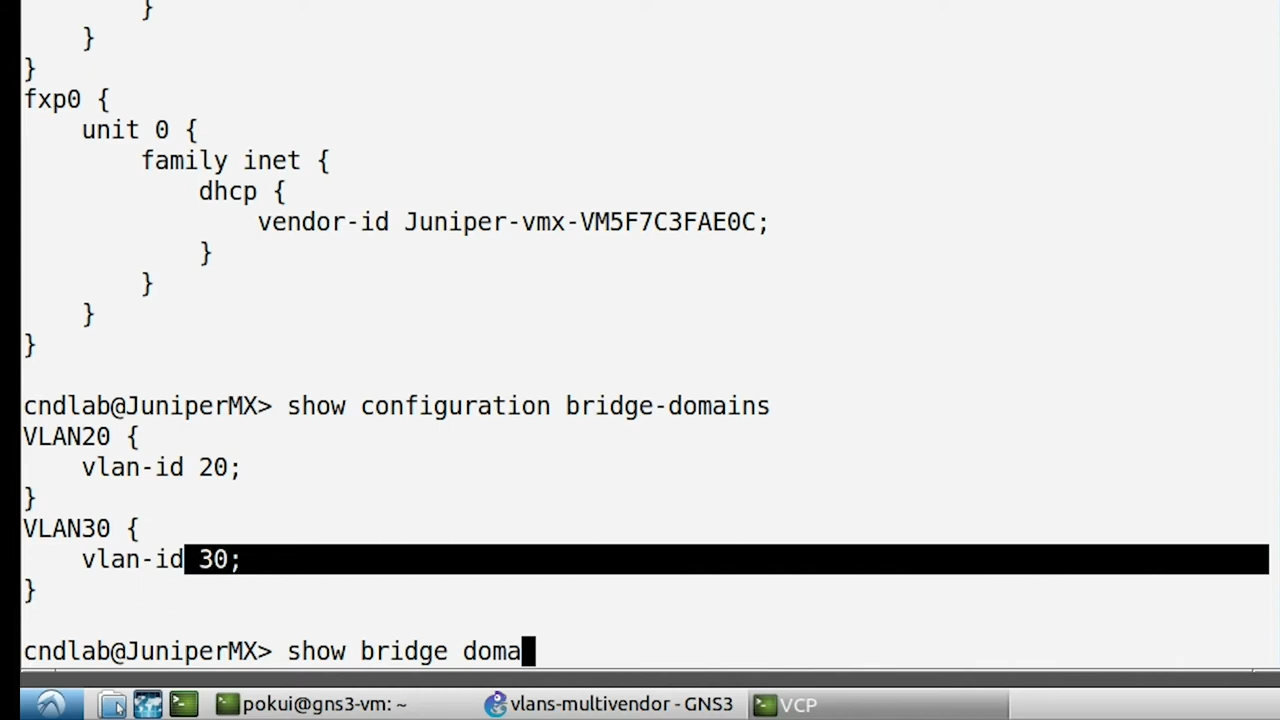 }
}
}
fxp0 {
unit 0 {
family inet {
dhcp {
vendor-id Juniper-vmx-VM5F7C3FAE0C;
}
}
}
}
cndlab@JuniperMX> show configuration bridge-domains
VLAN20 {
vlan-id 20;
}
VLAN30 {
vlan-id 30;
}
cndlab@JuniperMX> show bridge doma
pokui@gns3-vm: ~
vlans-multivendor - GNS3
VCP